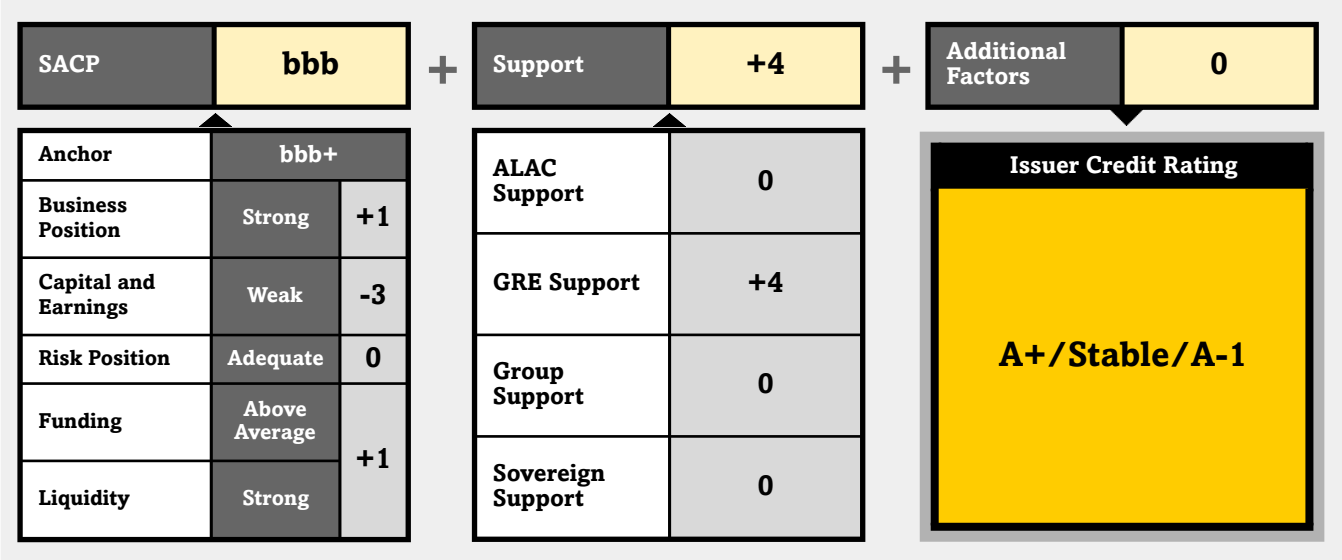 SACP
bbb
+
Support
+4
+
Additional
Factors
0
Anchor
bbb+
Business
Position
Strong
+1
Capital and
Earnings
Weak
-3
Risk Position
Adequate
0
Funding
Above
Average
+1
Liquidity
Strong
ALAC
Support
0
GRE Support
+4
Group
Support
0
Sovereign
Support
0
Issuer Credit Rating
A+/Stable/A-1